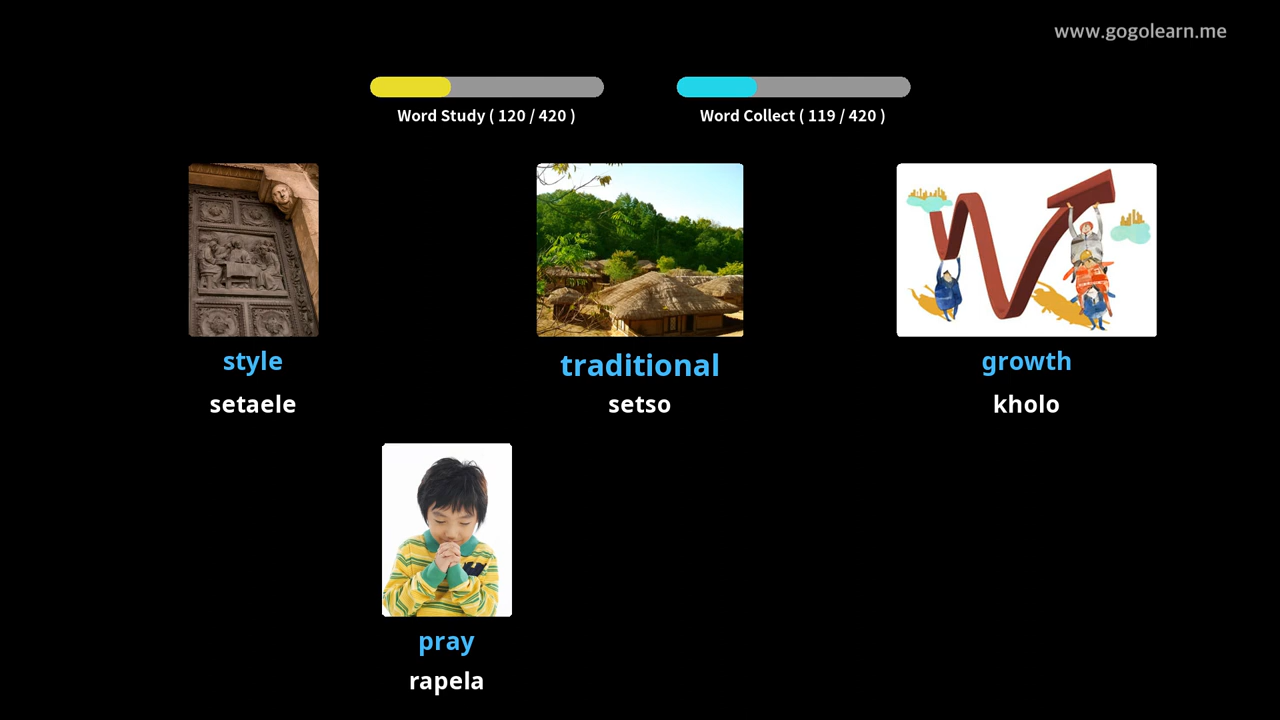 www.gogolearn.me
Word Study ( 120 / 420 )
Word Collect ( 119 / 420 )
style
setaele
traditional
setso
growth
kholo
pray
rapela